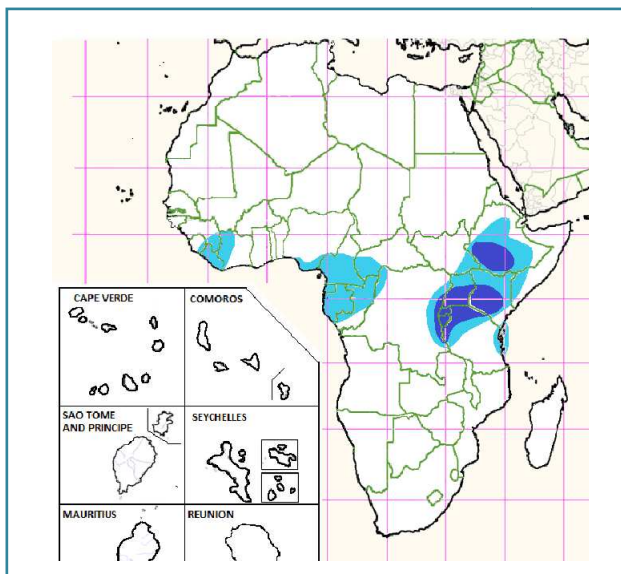 CAPE VERDE
COMOROS
SAO TOME
AND PRINCIPE
SEYCHELLES
MAURITIUS
REUNION